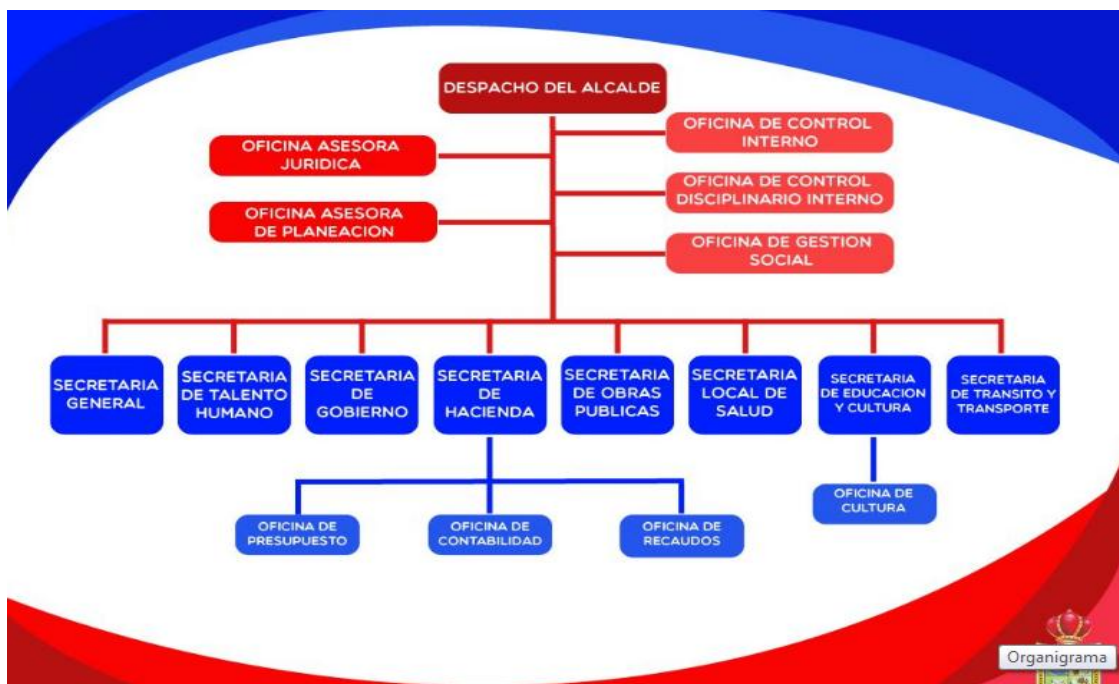 DESPACHO DEL ALCALDE
OFICINA ASESORA
JURIDICA
OFICINA DE CONTROL
INTERNO
OFICINA DE CONTROL
DISCIPLINARIO INTERNO
OFICINA ASESORA
DE PLANEACION
OFICINA DE GESTION
SOCIAL
SECRETARIA
GENERAL
SECRETARIA
DE TALENTO
HUMANO
SECRETARIA
DE
GOBIERNO
SECRETARIA
DE
HACIENDA
SECRETARIA
DE OBRAS
PUBLICAS
SECRETARIA
LOCAL DE
SALUD
SECRETARIA
DE EDUCACION
Y CULTURA
SECRETARIA
DE TRANSITO Y
TRANSPORTE
OFICINA DE
PRESUPUESTO
OFICINA DE
CONTABILIDAD
OFICINA DE
RECAUDOS
OFICINA DE
CULTURA
Organigrama